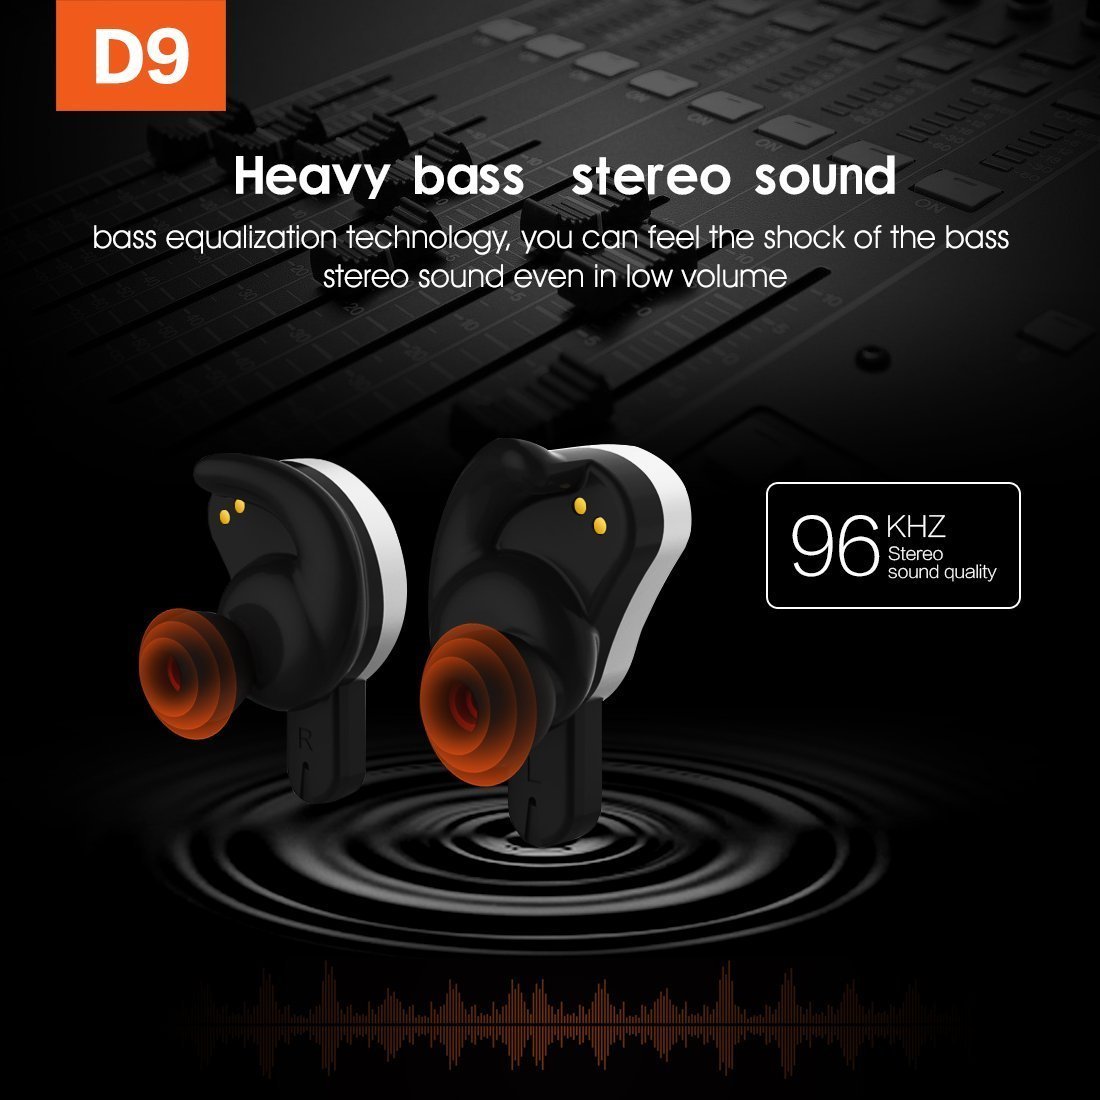 D9
Heavy bass stereo sound
bass equalization technology, you can feel the shock of the bass
stereo sound even in low volume
96 KHZ
Stereo
sound quality
R
L